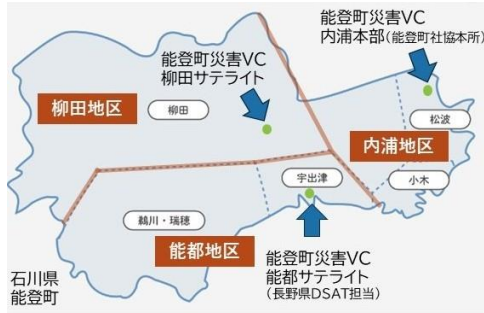 能登町災害VC
内浦本部(能登町社協本所)
能登町災害VC
柳田サテライト
柳田地区
柳田
松波
内浦地区
宇出津
小木
鵜川・瑞穂
能都地区
能登町災害VC
能都サテライト
(長野県DSAT担当)
石川県
能登町